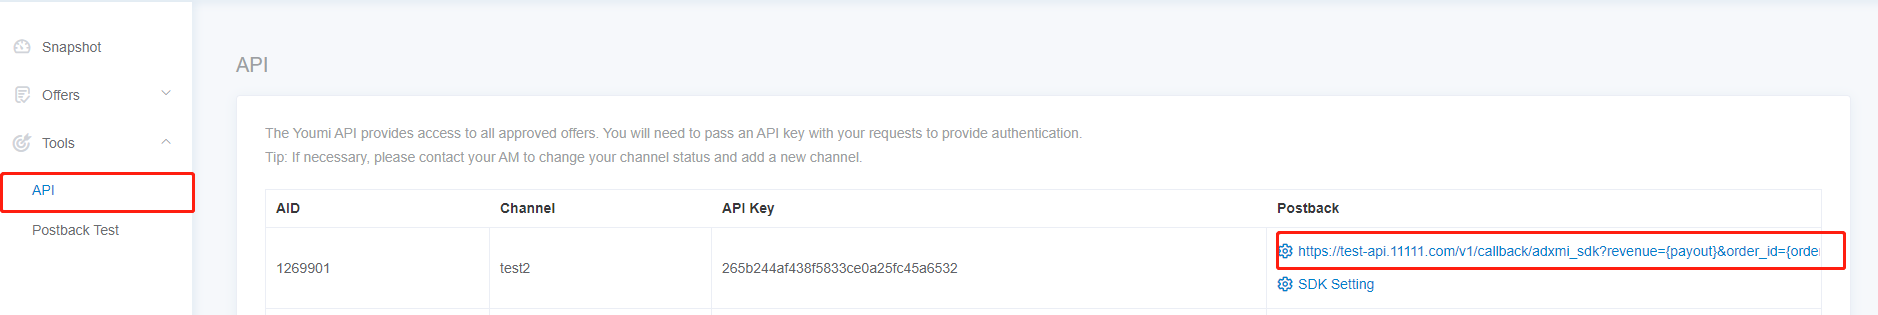 Snapshot
Offers
Tools
API
Postback Test
API
The Youmi API provides access to all approved offers. You will need to pass an API key with your requests to provide authentication.
Tip: If necessary, please contact your AM to change your channel status and add a new channel.
AID Channel API Key Postback
1269901 test2 265b244af438f5833ce0a25fc45a6532 https://test-api.11111.com/v1/callback/adxmi_sdk?revenue={payout}&order_id={order
SDK Setting